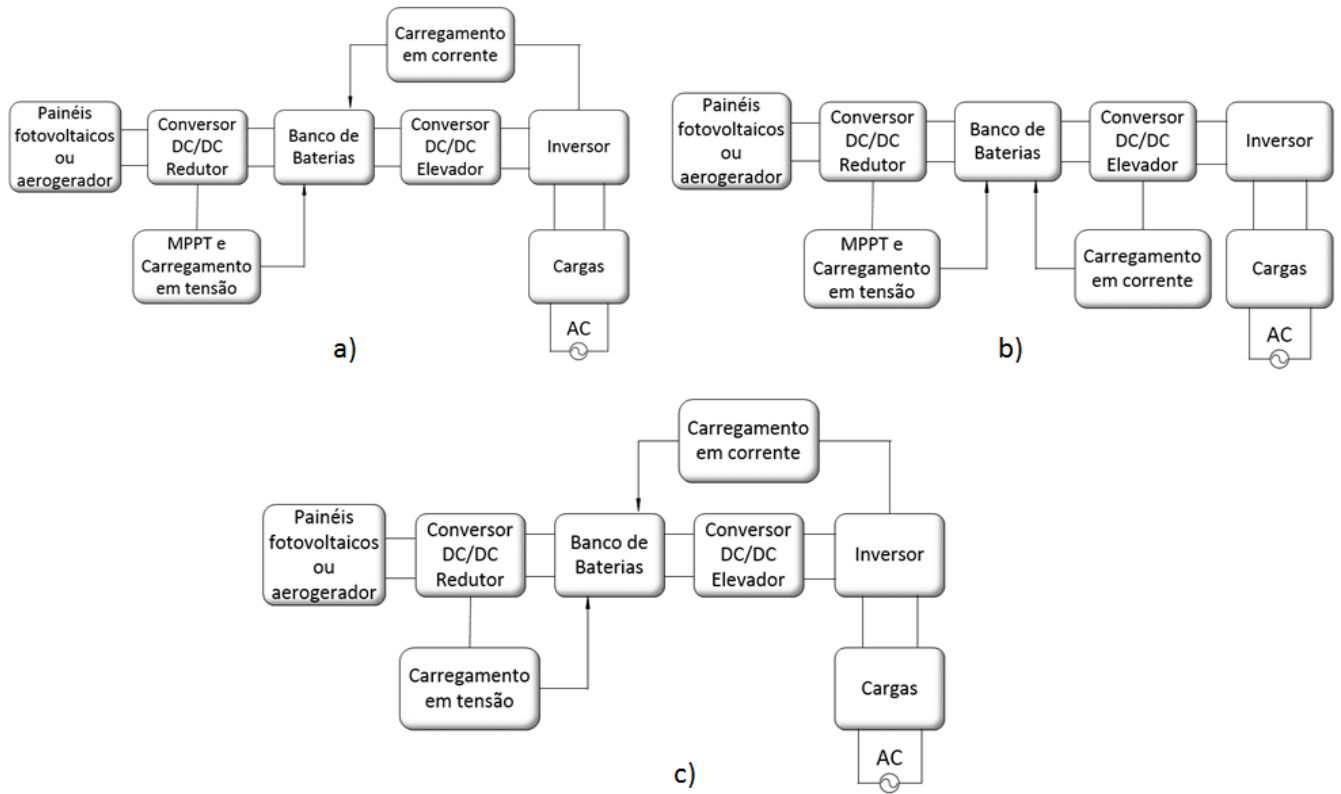 Carregamento
em corrente
Painéis
fotovoltaicos
ou
aerogerador
Conversor
DC/DC
Redutor
Banco de
Baterias
Conversor
DC/DC
Elevador
Inversor
MPPT e
Carregamento
em tensão
Cargas
AC
a)
Painéis
fotovoltaicos
ou
aerogerador
Conversor
DC/DC
Redutor
Banco de
Baterias
Conversor
DC/DC
Elevador
Inversor
MPPT e
Carregamento
em tensão
Carregamento
em corrente
Cargas
AC
b)
Carregamento
em corrente
Painéis
fotovoltaicos
ou
aerogerador
Conversor
DC/DC
Redutor
Banco de
Baterias
Conversor
DC/DC
Elevador
Inversor
Carregamento
em tensão
Cargas
AC
c)